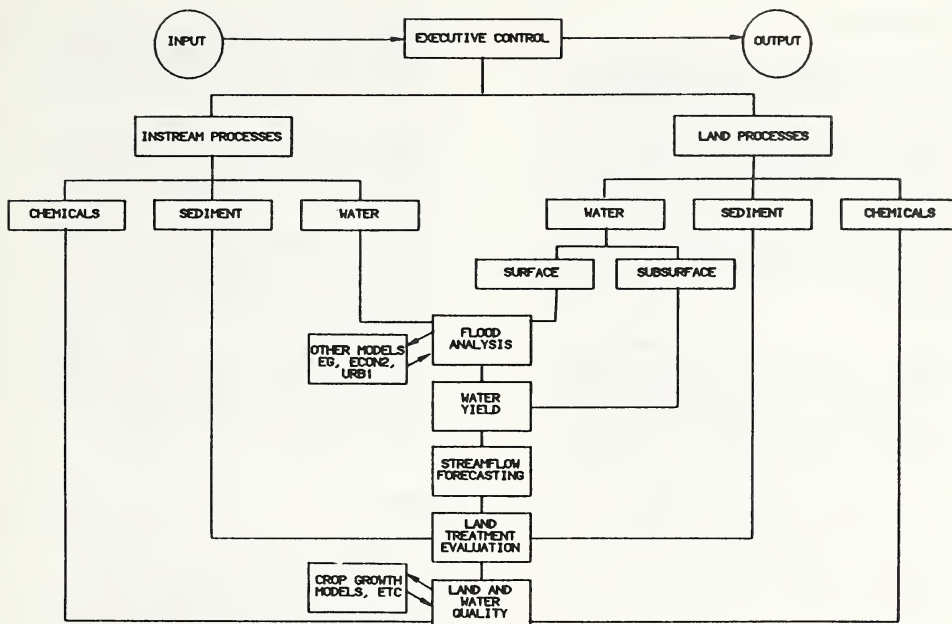 INPUT
EXECUTIVE CONTROL
OUTPUT
INSTREAM PROCESSES
LAND PROCESSES
CHEMICALS
SEDIMENT
WATER
WATER
SEDIMENT
CHEMICALS
SURFACE
SUBSURFACE
FLOOD
ANALYSIS
OTHER MODELS
EG, ECON2,
URB1
WATER
YIELD
STREAMFLOW
FORECASTING
LAND
TREATMENT
EVALUATION
CROP GROWTH
MODELS, ETC
LAND AND
WATER
QUALITY